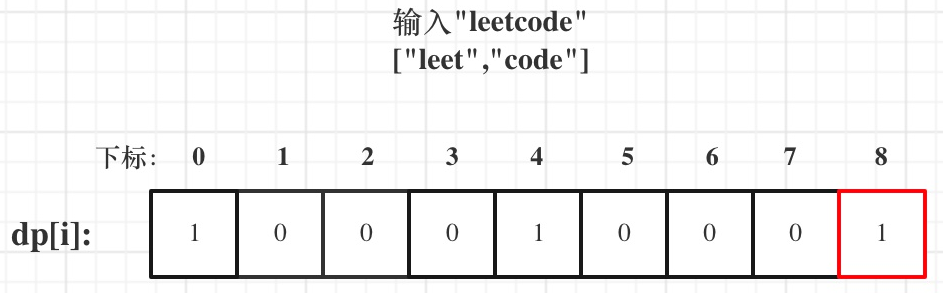 输入"leetcode"
["leet","code"]
下标: 0 1 2 3 4 5 6 7 8
dp[i]: 1 0 0 0 1 0 0 0 1